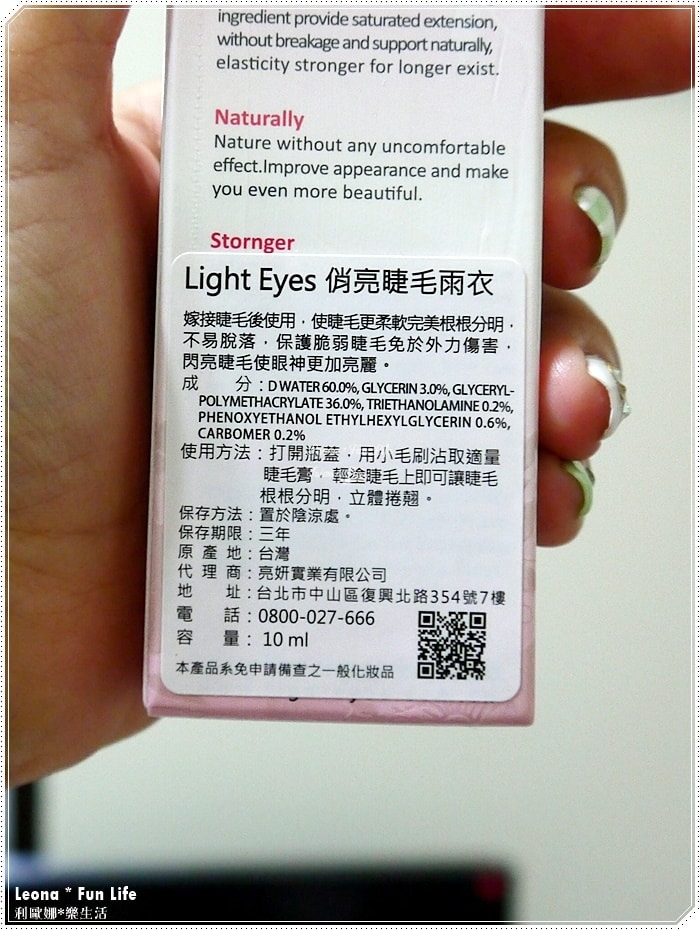 ingredient provide saturated extension,
without breakage and support naturally,
elasticity stronger for longer exist.
Naturally
Nature without any uncomfortable
effect.Improve appearance and make
you even more beautiful.
Stornger
Light Eyes 俏亮睫毛雨衣
嫁接睫毛後使用，使睫毛更柔軟完美根根分明，
不易脫落，保護脆弱睫毛免於外力傷害，
閃亮睫毛使眼神更加亮麗。
成　　分：D WATER 60.0%, GLYCERIN 3.0%, GLYCERYL-
POLYMETHACRYLATE 36.0%, TRIETHANOLAMINE 0.2%,
PHENOXYETHANOL ETHYLHEXYLGLYCERIN 0.6%,
CARBOMER 0.2%
使用方法：打開瓶蓋，用小毛刷沾取適量
睫毛膏，輕塗睫毛上即可讓睫毛
根根分明，立體捲翹。
保存方法：置於陰涼處。
保存期限：三年
原 產 地：台灣
代 理 商：亮妍實業有限公司
地　　址：台北市中山區復興北路354號7樓
電　　話：0800-027-666
容　　量： 10 ml
本產品系免申請備查之一般化妝品
Leona * Fun Life
利歐娜*樂生活